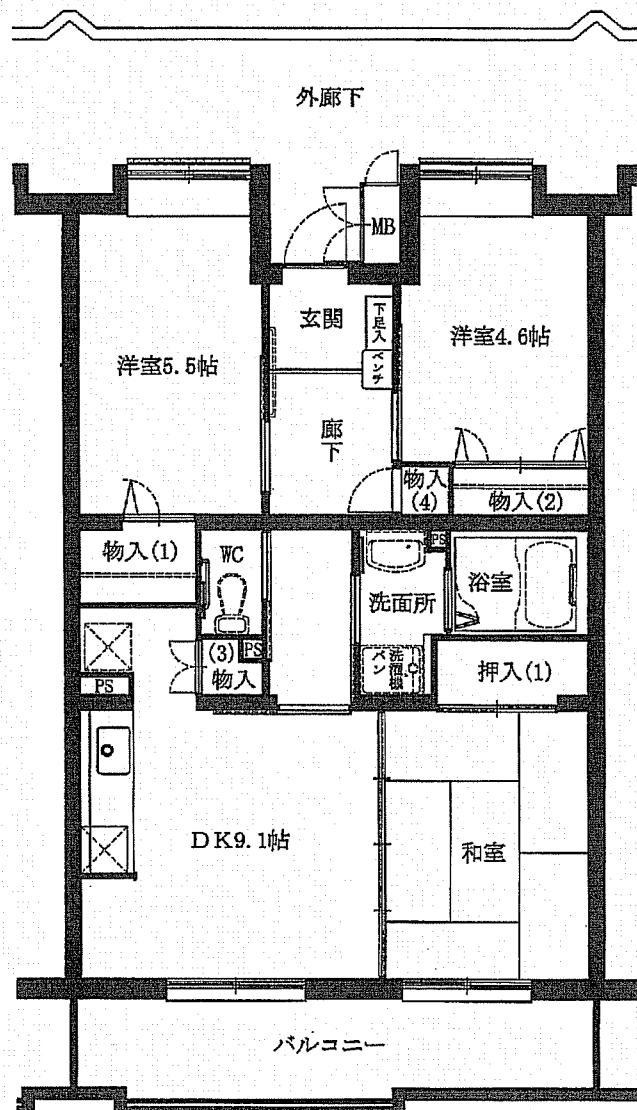 外廊下
MB
玄関
下足入
ベンチ
洋室5.5帖
洋室4.6帖
廊下
物入
(4)
物入(2)
物入(1)
WC
PS
浴室
洗面所
(3)
PS
物入
洗濯機
パン
押入(1)
PS
DK9.1帖
和室
バルコニー